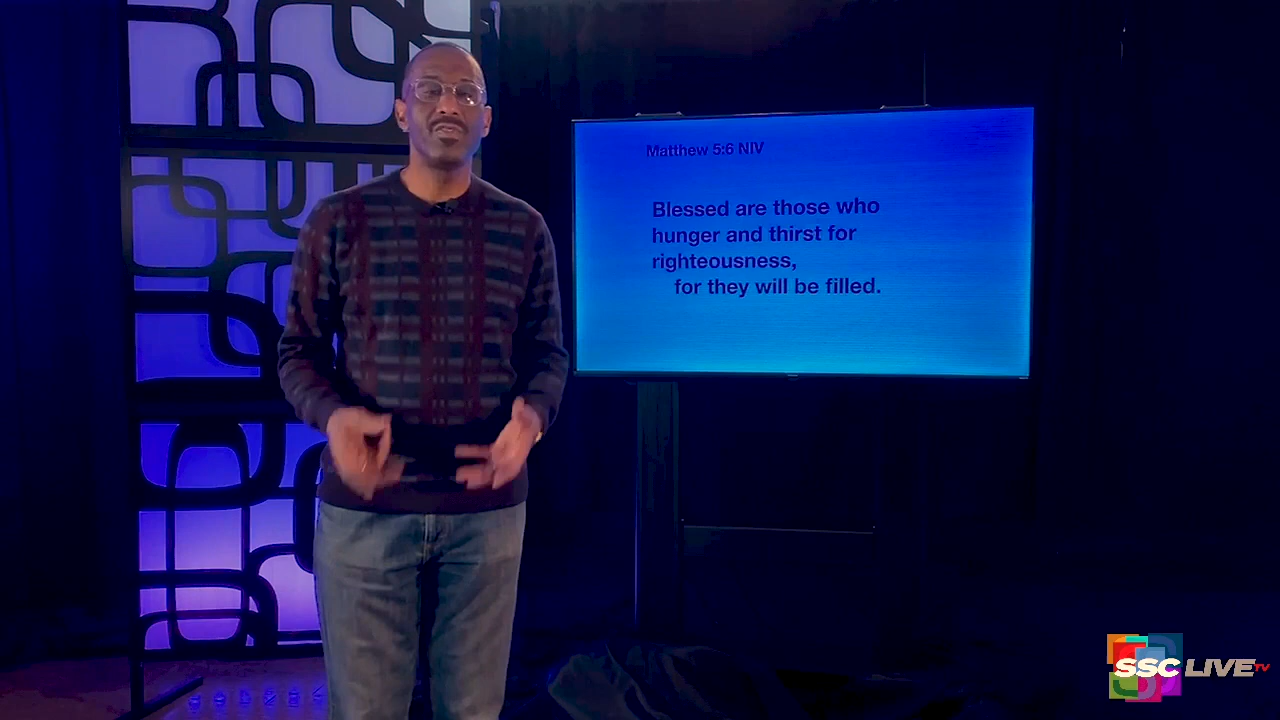 Matthew 5:6 NIV
Blessed are those who
hunger and thirst for
righteousness,
for they will be filled.
SSC LIVE TV